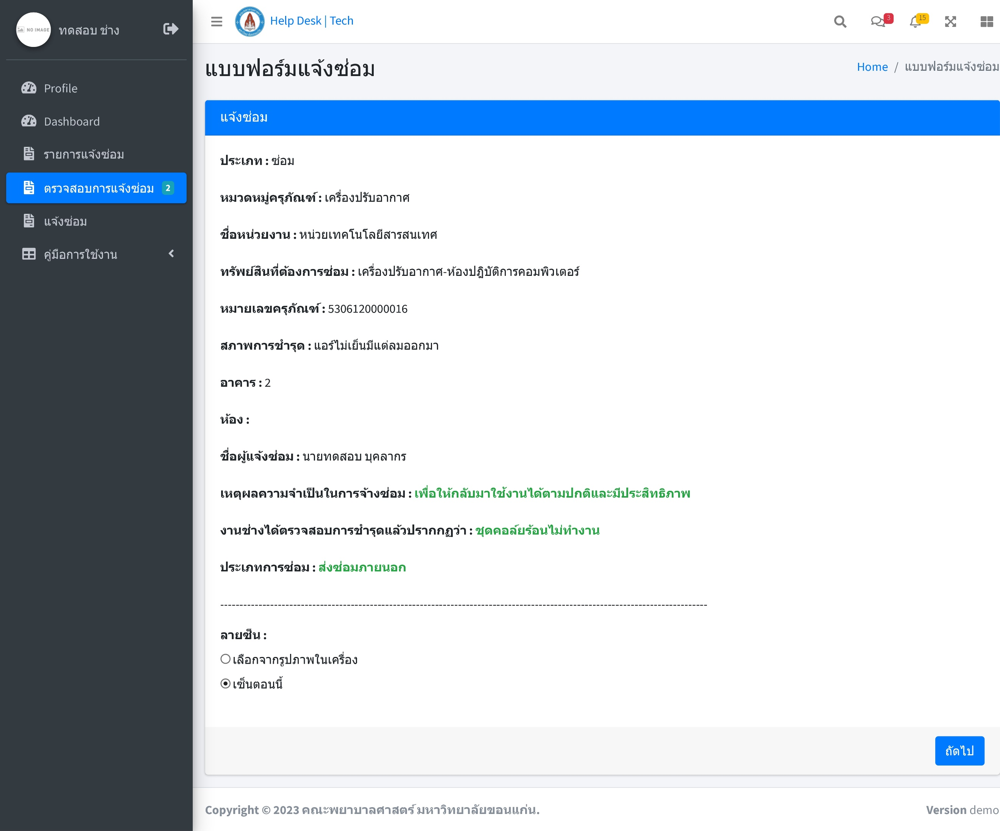 NO IMAGE
ทดสอบ ช่าง
Profile
Dashboard
รายการแจ้งซ่อม
ตรวจสอบการแจ้งซ่อม 2
แจ้งซ่อม
คู่มือการใช้งาน
Help Desk | Tech
3
15
แบบฟอร์มแจ้งซ่อม
Home / แบบฟอร์มแจ้งซ่อม
แจ้งซ่อม
ประเภท : ซ่อม
หมวดหมู่ครุภัณฑ์ : เครื่องปรับอากาศ
ชื่อหน่วยงาน : หน่วยเทคโนโลยีสารสนเทศ
ทรัพย์สินที่ต้องการซ่อม : เครื่องปรับอากาศ-ห้องปฎิบัติการคอมพิวเตอร์
หมายเลขครุภัณฑ์ : 5306120000016
สภาพการชำรุด : แอร์ไม่เย็นมีแต่ลมออกมา
อาคาร : 2
ห้อง :
ชื่อผู้แจ้งซ่อม : นายทดสอบ บุคลากร
เหตุผลความจำเป็นในการจ้างซ่อม : เพื่อให้กลับมาใช้งานได้ตามปกติและมีประสิทธิภาพ
งานช่างได้ตรวจสอบการชำรุดแล้วปรากกฏว่า : ชุดคอล์ยร้อนไม่ทำงาน
ประเภทการซ่อม : ส่งซ่อมภายนอก
ลายซ็น :
เลือกจากรูปภาพในเครื่อง
เซ็นตอนนี้
ถัดไป
Copyright © 2023 คณะพยาบาลศาสตร์ มหาวิทยาลัยขอนแก่น.
Version demo